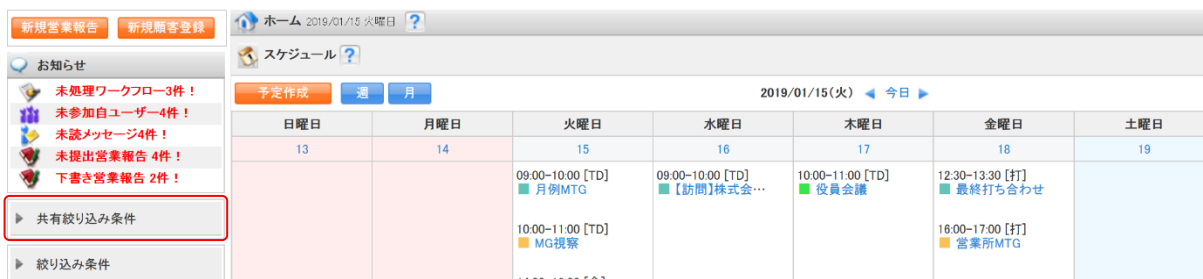 新規営業報告 新規顧客登録
お知らせ
未処理ワークフロー3件！
未参加自ユーザー4件！
未読メッセージ4件！
未提出営業報告 4件！
下書き営業報告 2件！
共有絞り込み条件
絞り込み条件
ホーム 2019/01/15 火曜日 ?
スケジュール ?
予定作成 週 月 2019/01/15(火) 今日
日曜日 月曜日 火曜日 水曜日 木曜日 金曜日 土曜日
13 14 15 16 17 18 19
09:00-10:00 [TD] 09:00-10:00 [TD] 10:00-11:00 [TD] 12:30-13:30 [打]
月例MTG 【訪問】株式会… 役員会議 最終打ち合わせ
10:00-11:00 [TD] 16:00-17:00 [打]
MG視察 営業所MTG